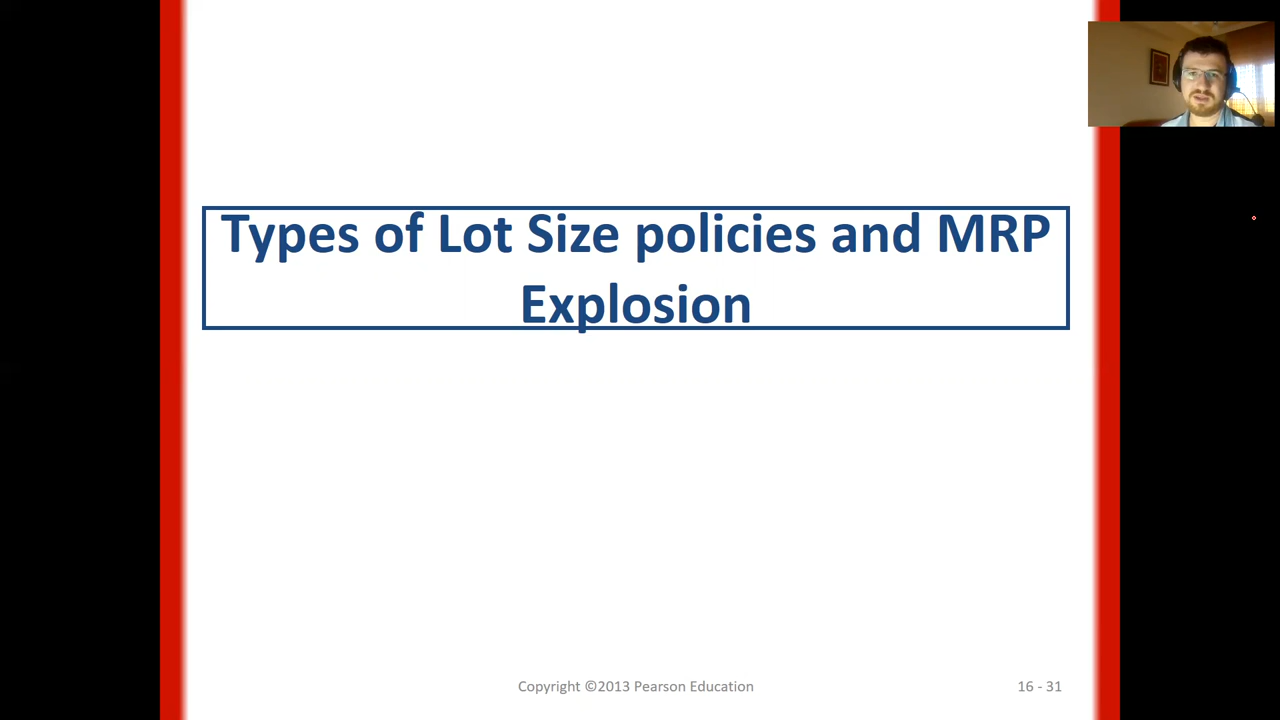 Types of Lot Size policies and MRP
Explosion
Copyright ©2013 Pearson Education
16 - 31